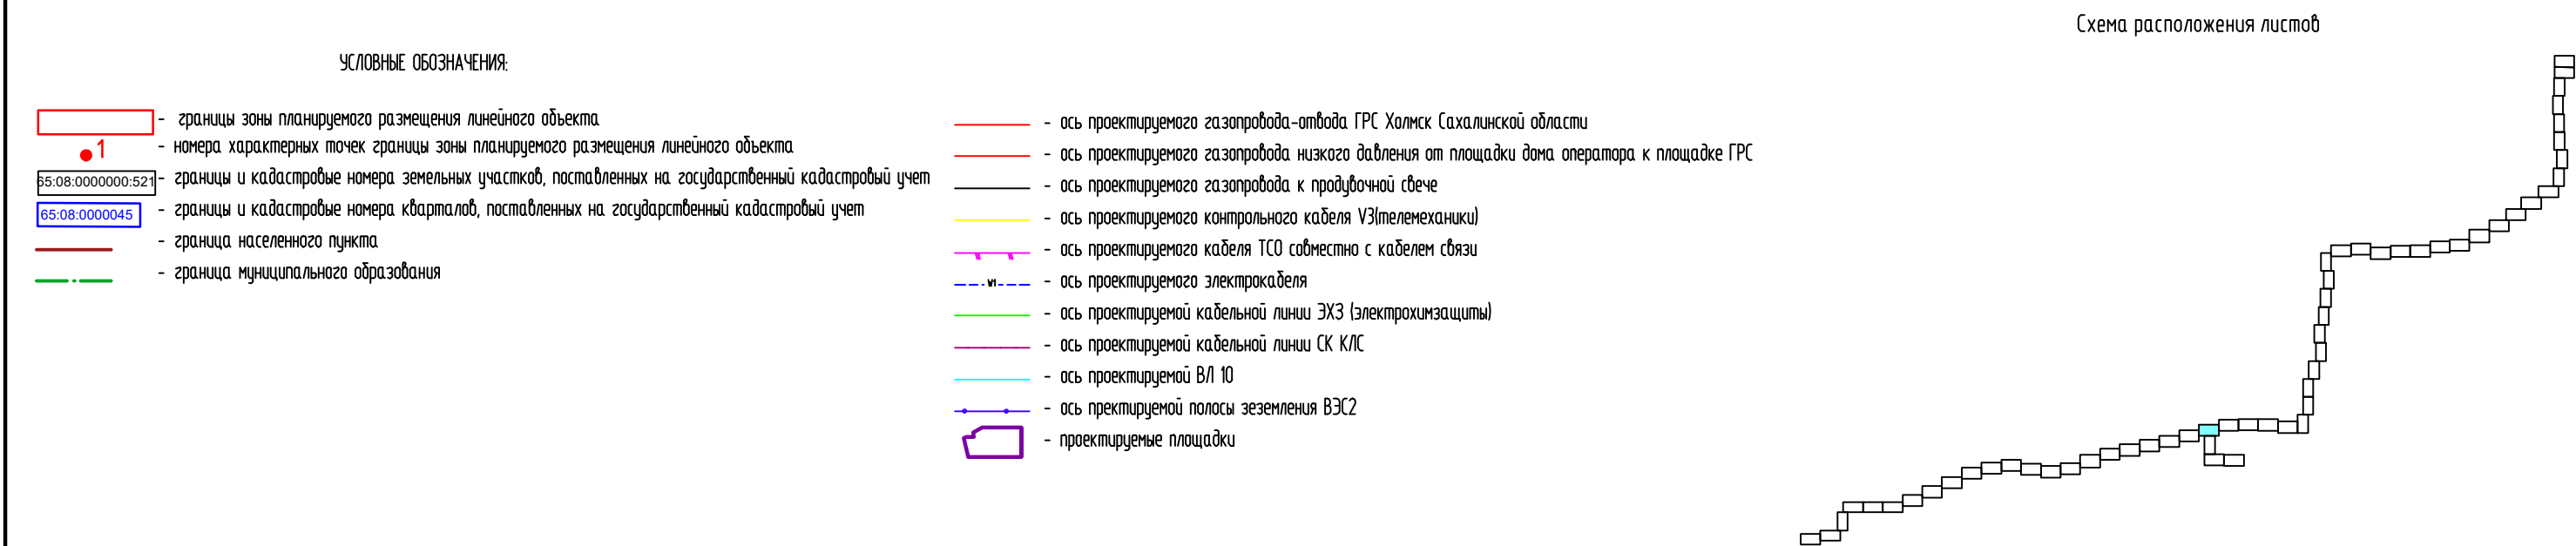 Схема расположения листов
УСЛОВНЫЕ ОБОЗНАЧЕНИЯ:
- границы зоны планируемого размещения линейного объекта
1 - номера характерных точек границы зоны планируемого размещения линейного объекта
65:08:0000000:521 - границы и кадастровые номера земельных участков, поставленных на государственный кадастровый учет
65:08:0000045 - границы и кадастровые номера кварталов, поставленных на государственный кадастровый учет
- граница населенного пункта
- граница муниципального образования
- ось проектируемого газопровода-отвода ГРС Холмск Сахалинской области
- ось проектируемого газопровода низкого давления от площадки дома оператора к площадке ГРС
- ось проектируемого газопровода к продувочной свече
- ось проектируемого контрольного кабеля V3(телемеханики)
- ось проектируемого кабеля ТСО совместно с кабелем связи
W1 - ось проектируемого электрокабеля
- ось проектируемой кабельной линии ЭХЗ (электрохимзащиты)
- ось проектируемой кабельной линии СК КЛС
- ось проектируемой ВЛ 10
- ось пректируемой полосы зеземления ВЭС2
- проектируемые площадки